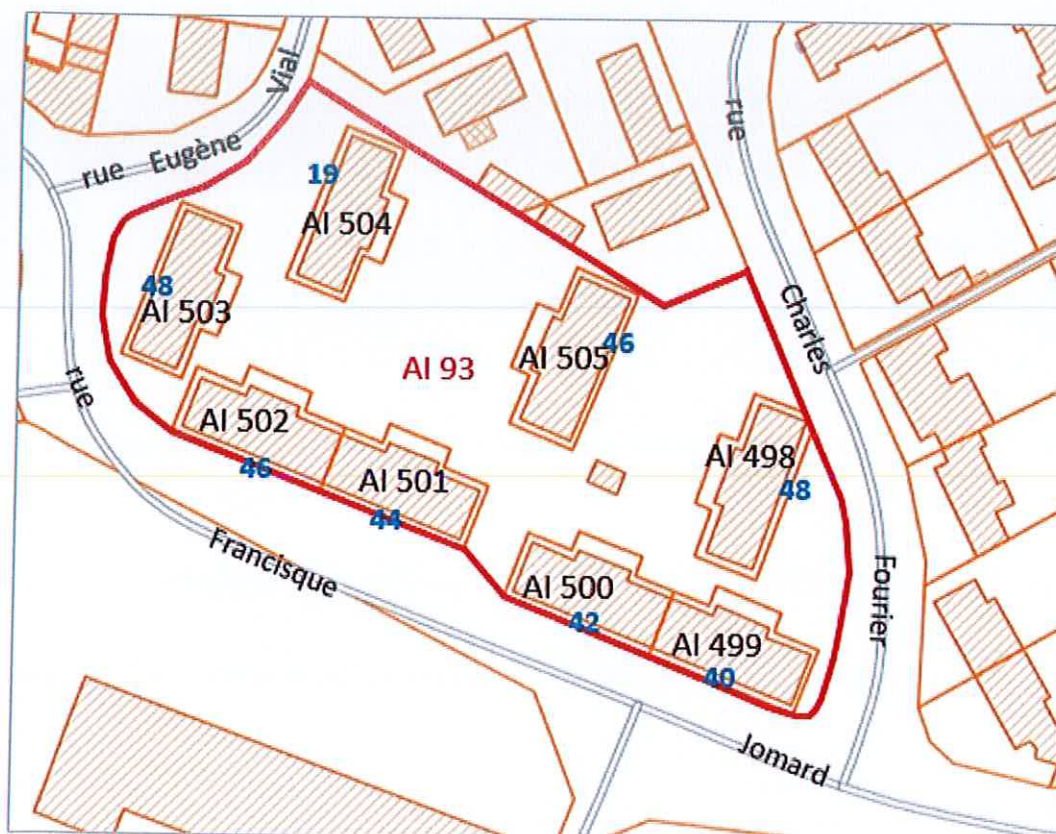 rue Eugène Vial
19
AI 504
48
AI 503
AI 93
AI 505
46
AI 502
46
AI 501
44
AI 498
48
AI 500
42
AI 499
40
rue Francisque Jomard
rue Charles Fourier